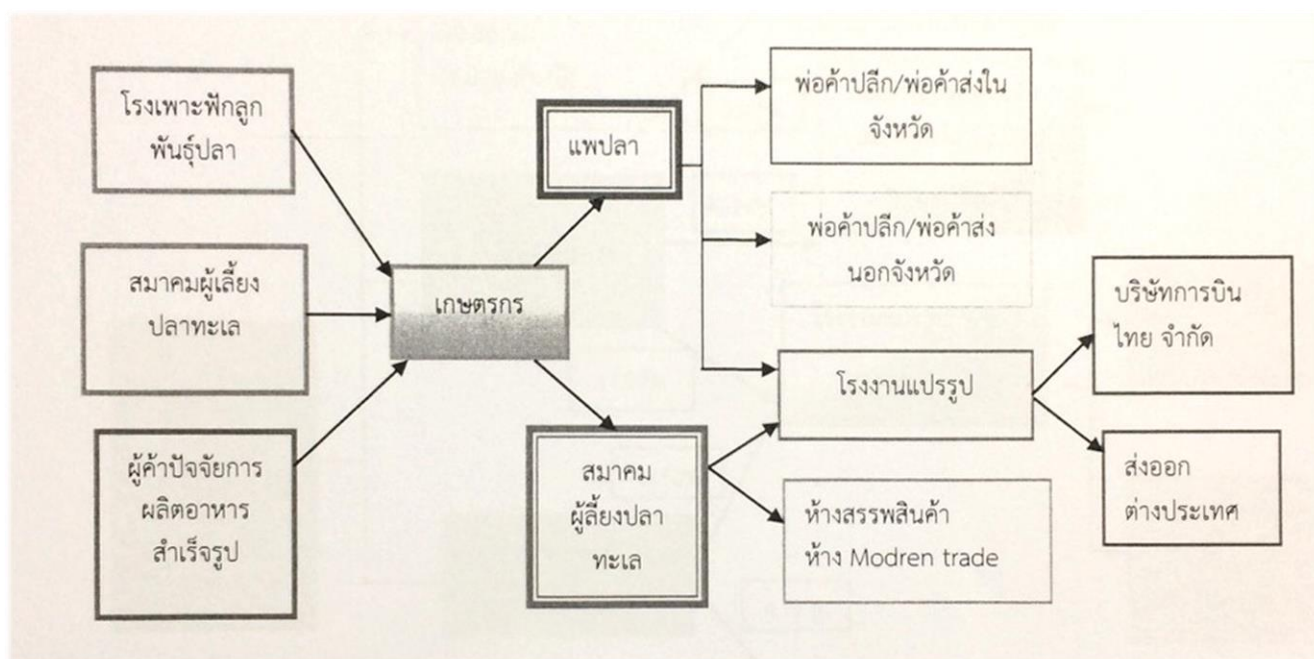 โรงเพาะฟักลูก
พันธุ์ปลา
สมาคมผู้เลี้ยง
ปลาทะเล
ผู้ค้าปัจจัยการ
ผลิตอาหาร
สำเร็จรูป
เกษตรกร
แพปลา
สมาคม
ผู้ลี้ยงปลา
ทะเล
พ่อค้าปลีก/พ่อค้าส่งใน
จังหวัด
พ่อค้าปลีก/พ่อค้าส่ง
นอกจังหวัด
โรงงานแปรรูป
ห้างสรรพสินค้า
ห้าง Modren trade
บริษัทการบิน
ไทย จำกัด
ส่งออก
ต่างประเทศ